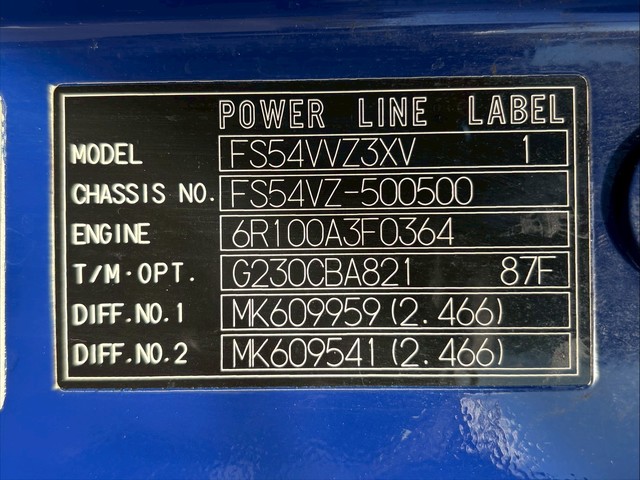 POWER LINE LABEL
MODEL FS54VVZ3XV 1
CHASSIS NO. FS54VZ-500500
ENGINE 6R100A3F0364
T/M·OPT. G230CBA821 87F
DIFF.NO.1 MK609959(2.466)
DIFF.NO.2 MK609541(2.466)